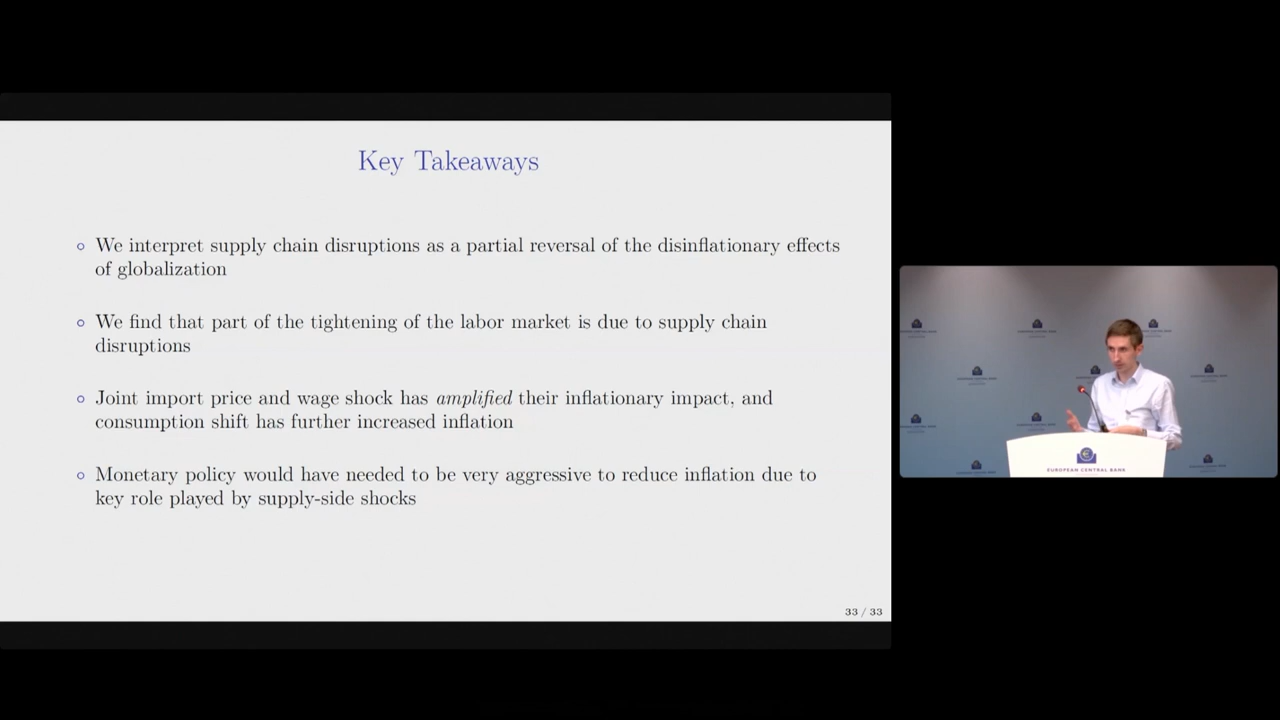 Key Takeaways
We interpret supply chain disruptions as a partial reversal of the disinflationary effects
of globalization
We find that part of the tightening of the labor market is due to supply chain
disruptions
Joint import price and wage shock has amplified their inflationary impact, and
consumption shift has further increased inflation
Monetary policy would have needed to be very aggressive to reduce inflation due to
key role played by supply-side shocks
33 / 33
EUROPEAN CENTRAL BANK